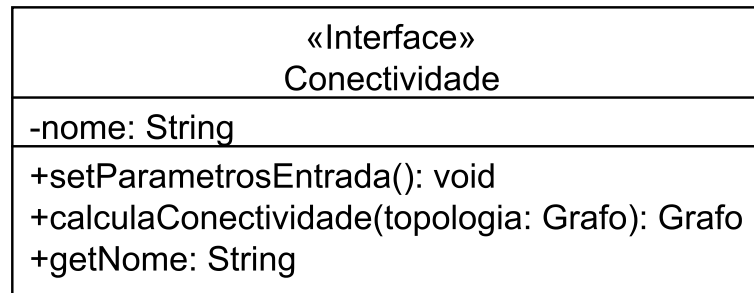 «Interface»
Conectividade
-nome: String
+setParametrosEntrada(): void
+calculaConectividade(topologia: Grafo): Grafo
+getNome: String